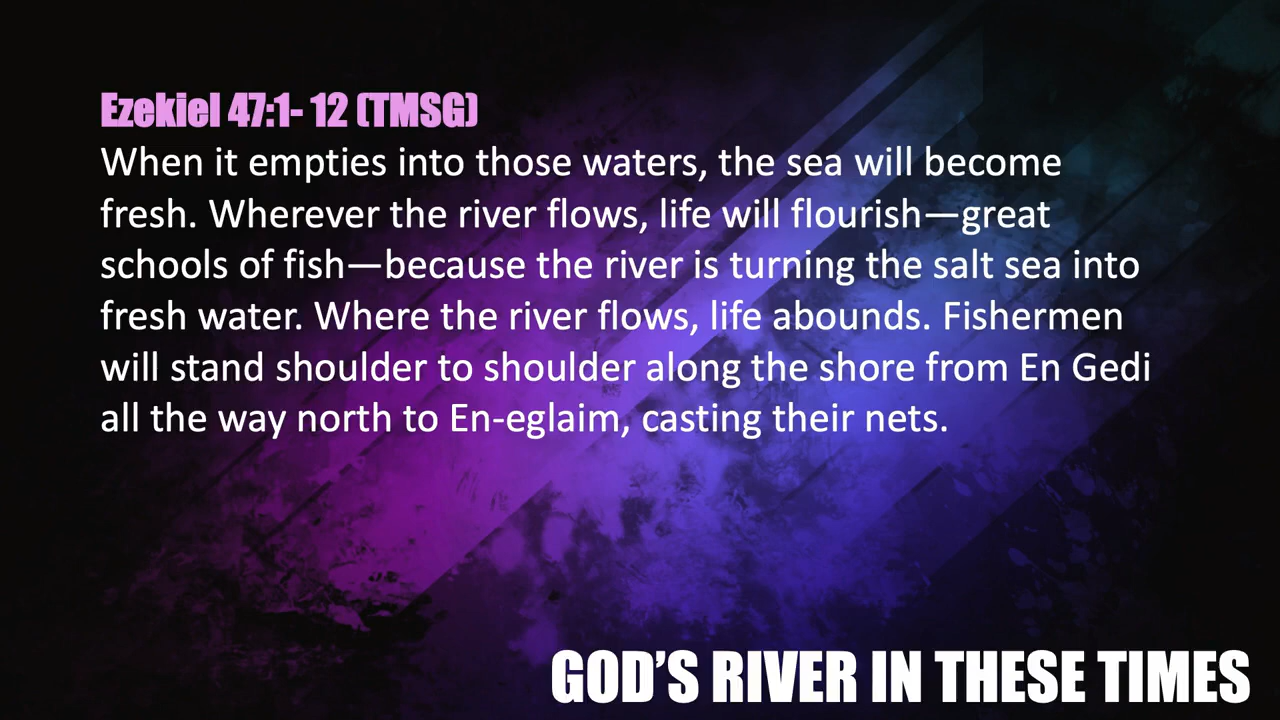 Ezekiel 47:1- 12 (TMSG)
When it empties into those waters, the sea will become
fresh. Wherever the river flows, life will flourish—great
schools of fish—because the river is turning the salt sea into
fresh water. Where the river flows, life abounds. Fishermen
will stand shoulder to shoulder along the shore from En Gedi
all the way north to En-eglaim, casting their nets.
GOD’S RIVER IN THESE TIMES